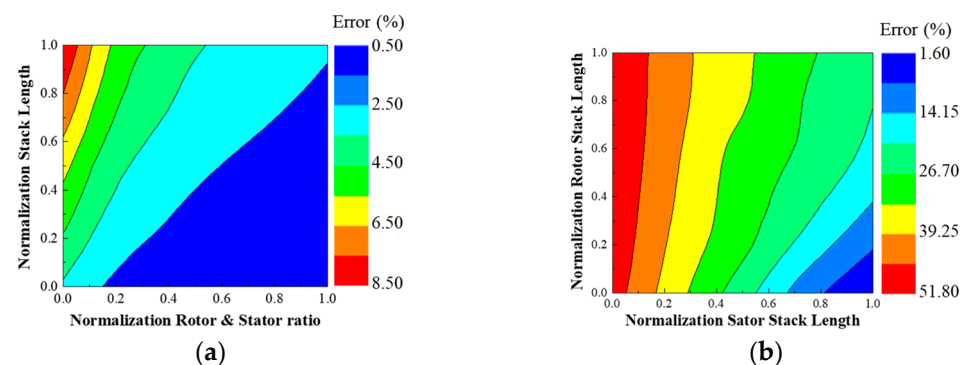 Error (%)
0.50
2.50
4.50
6.50
8.50
Normalization Stack Length
1.0
0.8
0.6
0.4
0.2
0.0
0.0 0.2 0.4 0.6 0.8 1.0
Normalization Rotor & Stator ratio
(a)
Error (%)
1.60
14.15
26.70
39.25
51.80
Normalization Rotor Stack Length
1.0
0.8
0.6
0.4
0.2
0.0
0.0 0.2 0.4 0.6 0.8 1.0
Normalization Sator Stack Length
(b)